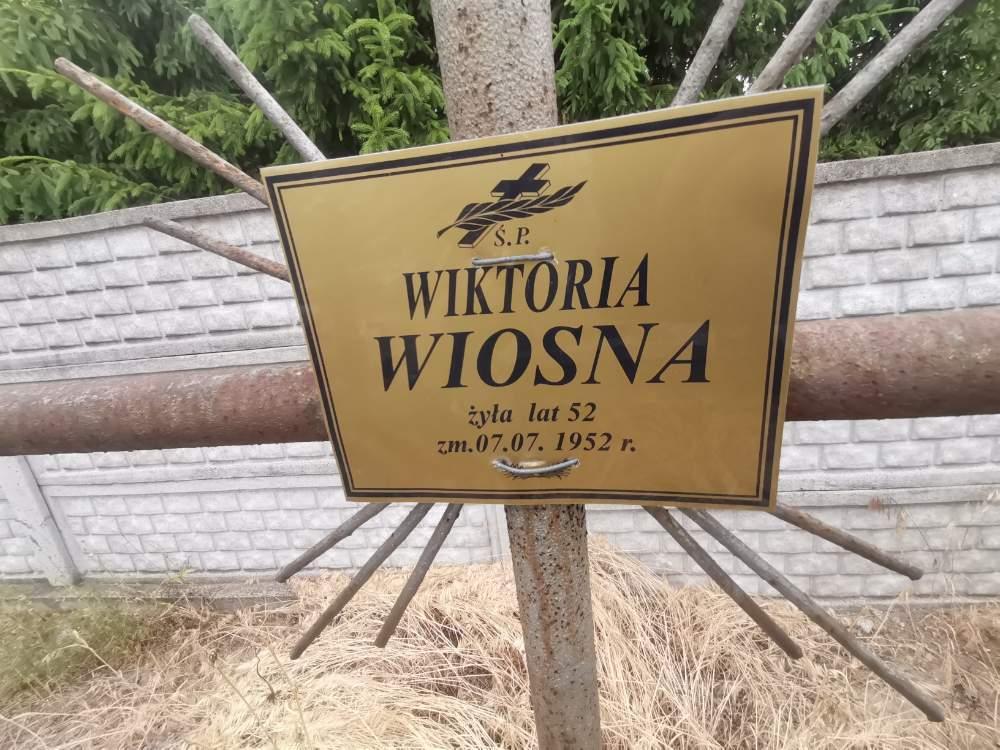 Ś.P.
WIKTORIA
WIOSNA
żyła lat 52
zm.07.07. 1952 r.